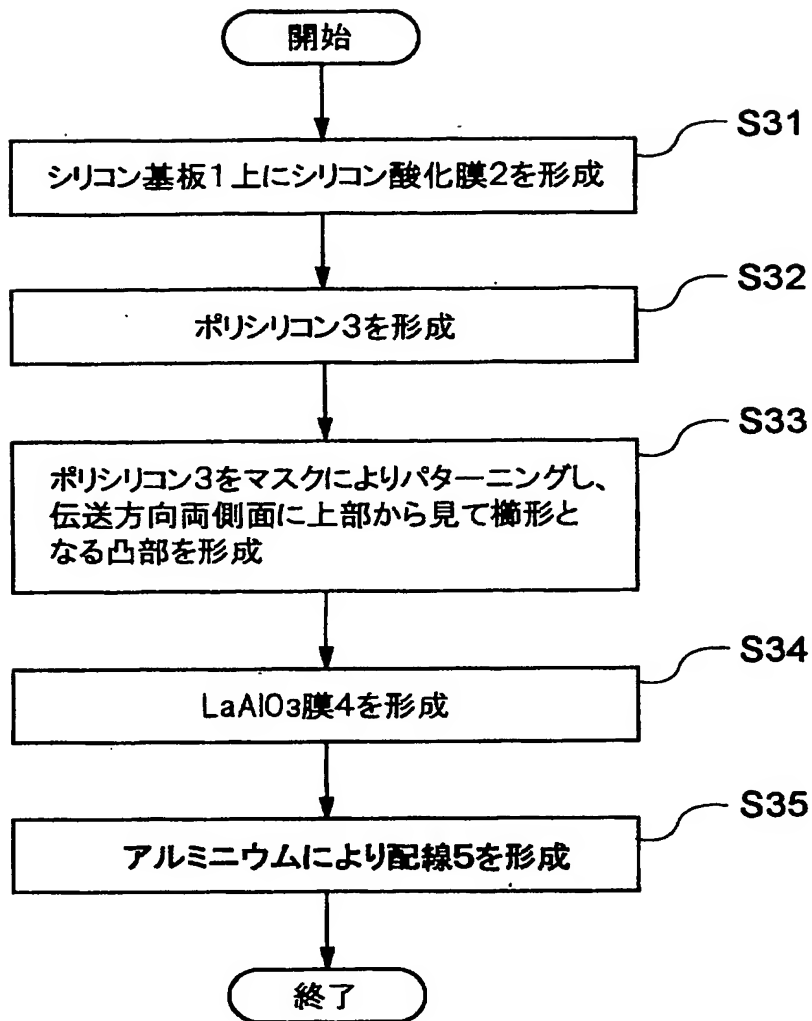 開始
S31
シリコン基板1上にシリコン酸化膜2を形成
S32
ポリシリコン3を形成
S33
ポリシリコン3をマスクによりパターニングし、
伝送方向両側面に上部から見て櫛形と
なる凸部を形成
S34
LaAlO3膜4を形成
S35
アルミニウムにより配線5を形成
終了